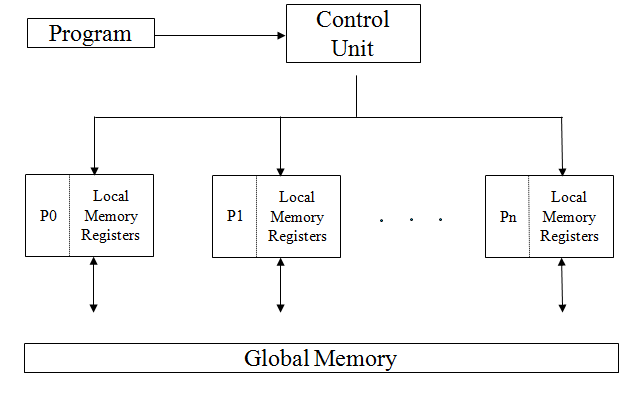 Program
Control
Unit
P0
Local
Memory
Registers
P1
Local
Memory
Registers
. . .
Pn
Local
Memory
Registers
Global Memory